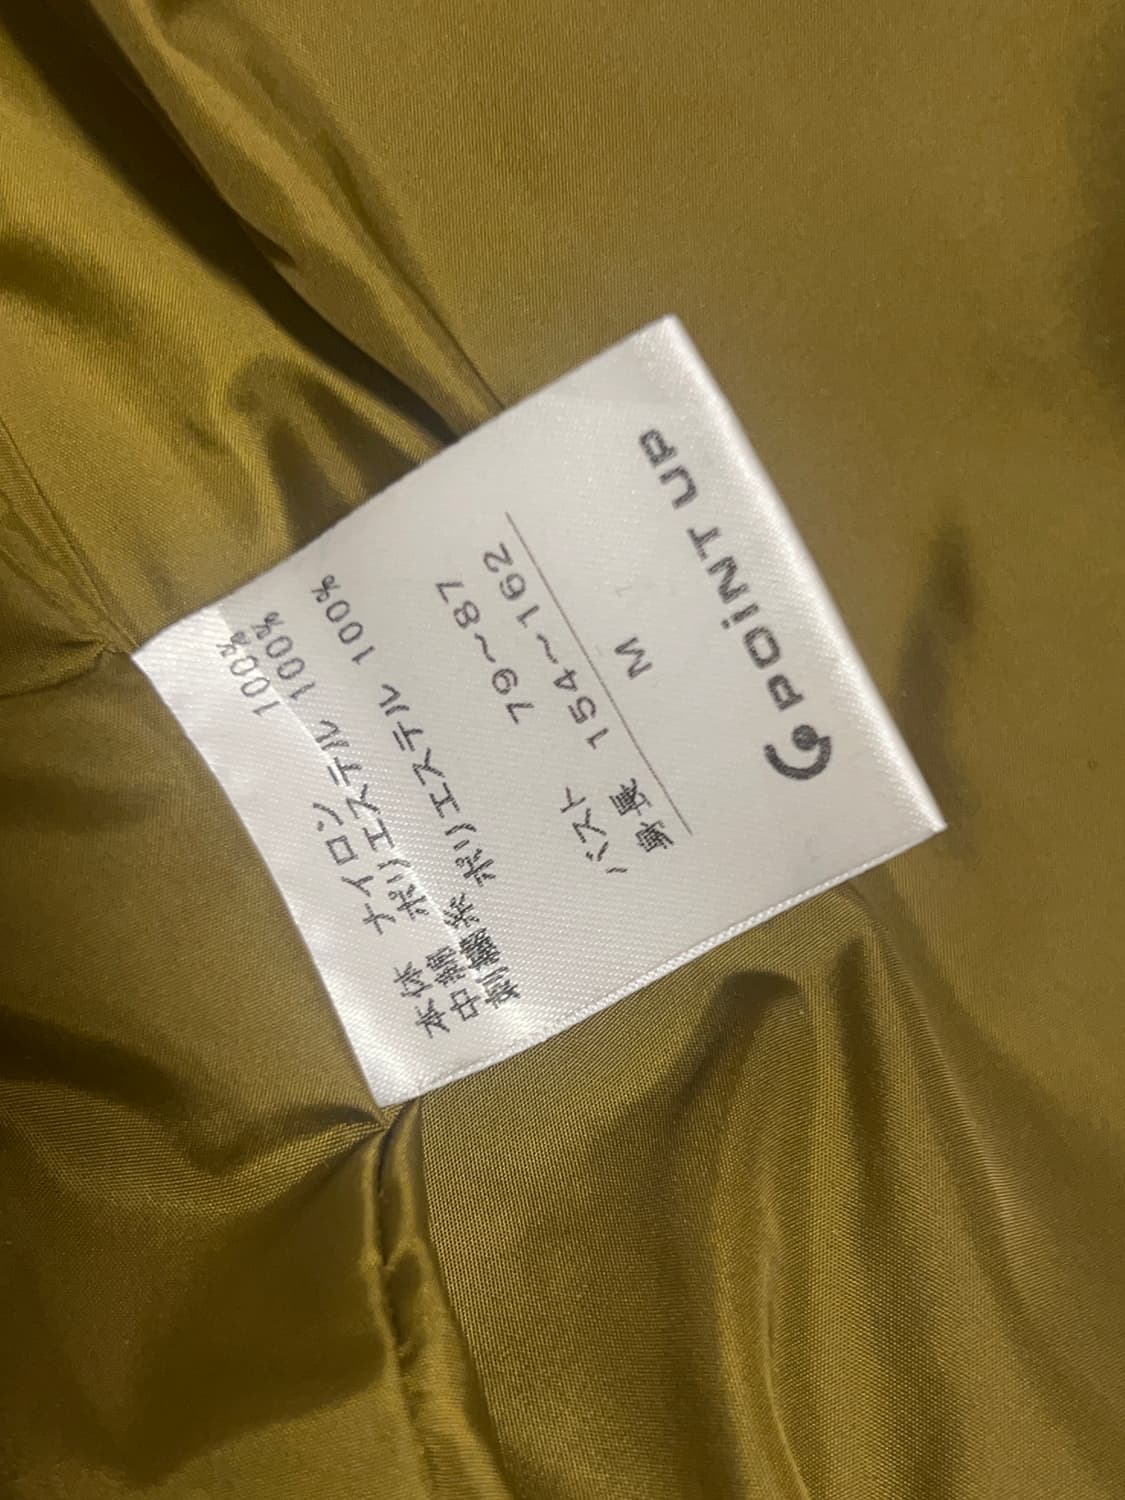 POiNT UP
M
身長 154~162
バスト 79~87
刺繍糸 ポリエステル 100%
中綿 ポリエステル 100%
本体 ナイロン 100%